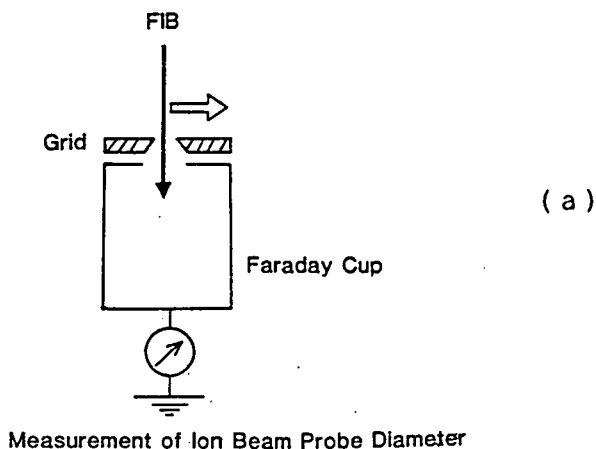 FIB
Grid
( a )
Faraday Cup
Measurement of Ion Beam Probe Diameter